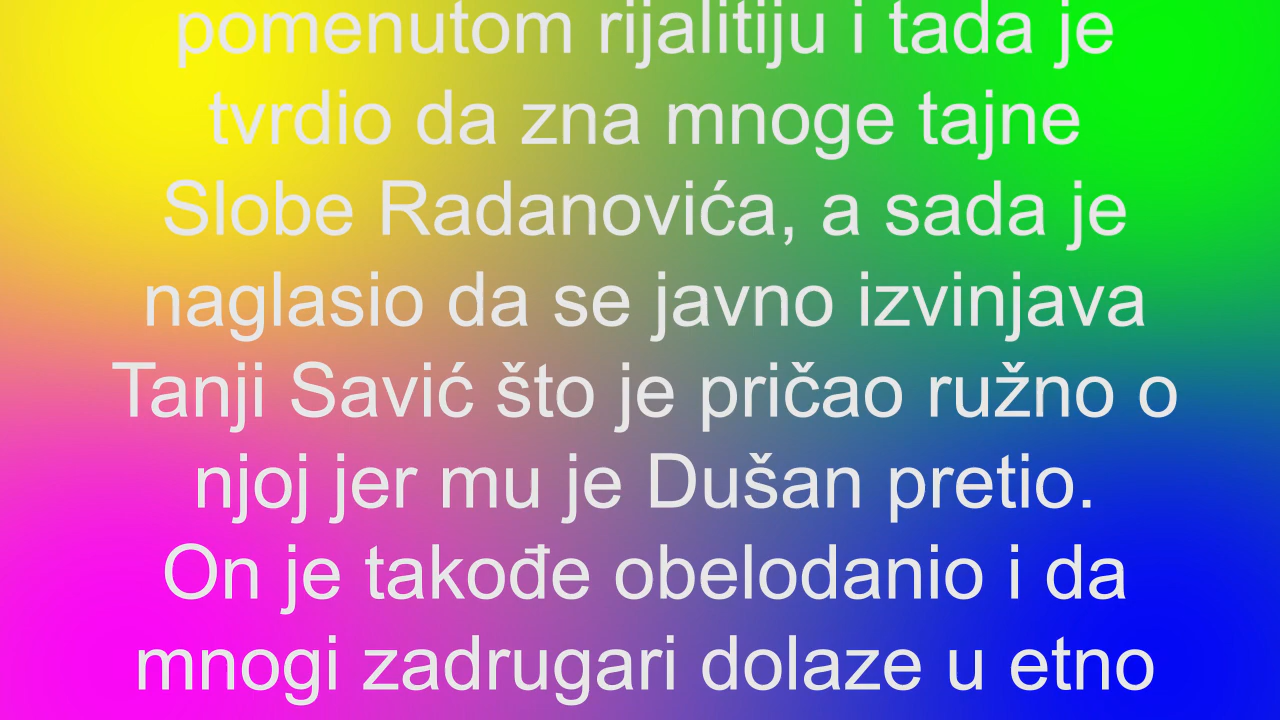 pomenutom rijalitiju i tada je
tvrdio da zna mnoge tajne
Slobe Radanovića, a sada je
naglasio da se javno izvinjava
Tanji Savić što je pričao ružno o
njoj jer mu je Dušan pretio.
On je takođe obelodanio i da
mnogi zadrugari dolaze u etno